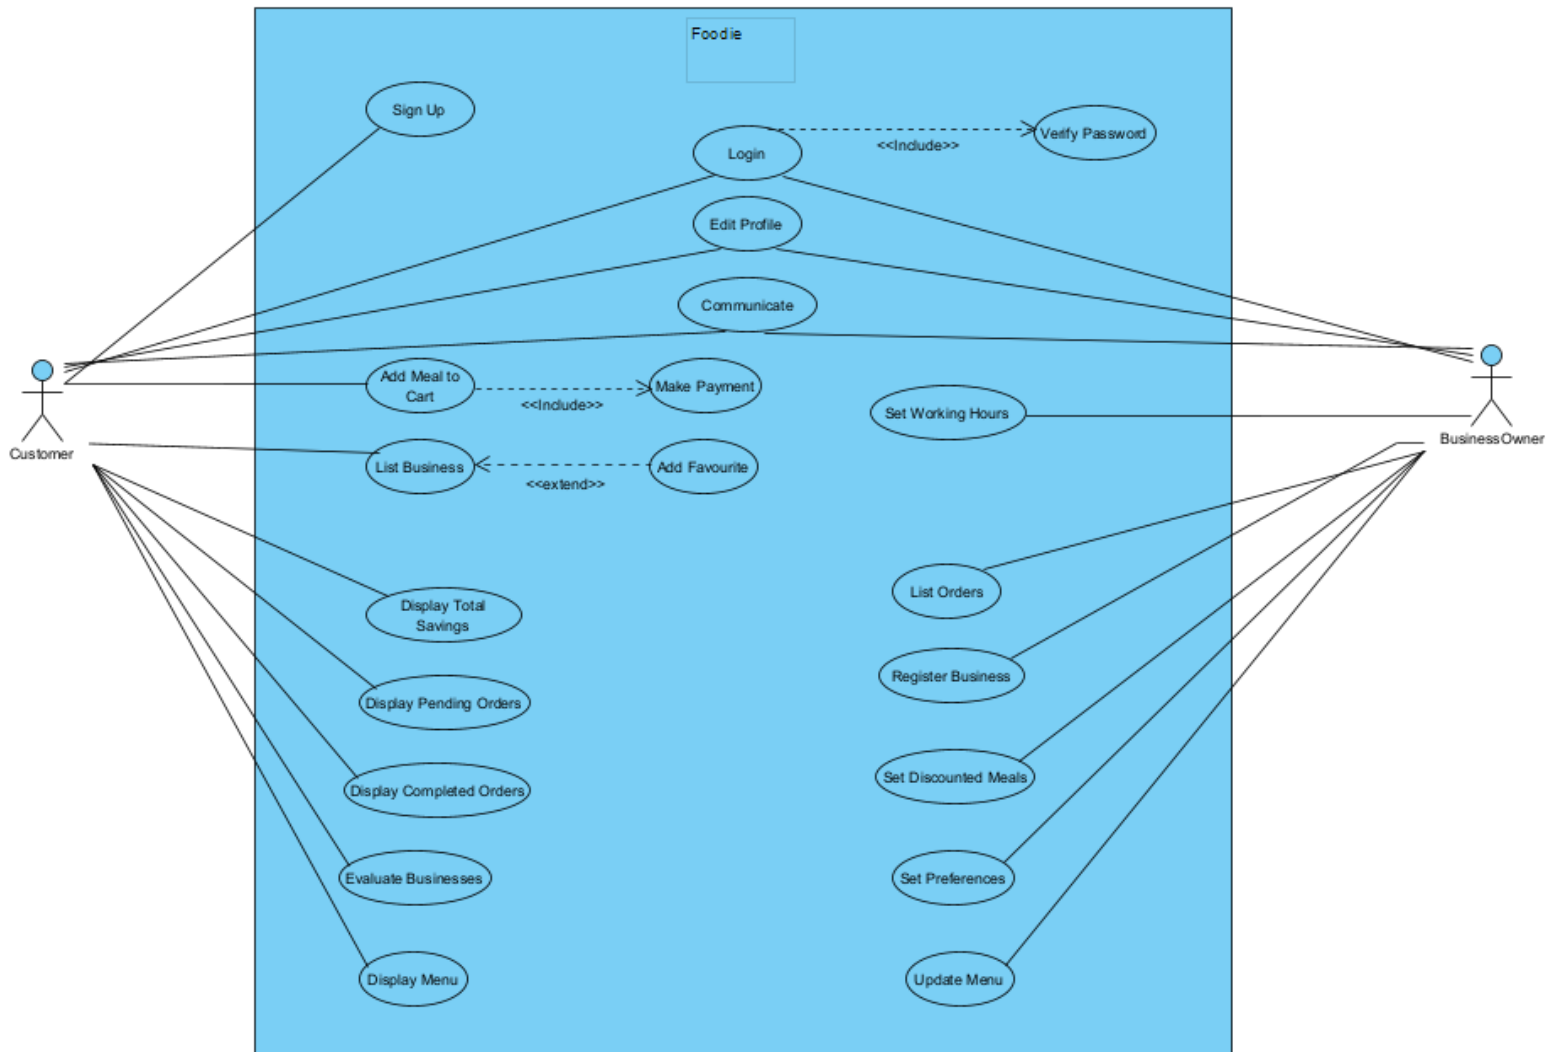 Foodie
Sign Up
Login
<<Include>>
Verify Password
Edit Profile
Communicate
Add Meal to
Cart
<<Include>>
Make Payment
Set Working Hours
Customer
BusinessOwner
List Business
<<extend>>
Add Favourite
List Orders
Display Total
Savings
Register Business
Display Pending Orders
Set Discounted Meals
Display Completed Orders
Evaluate Businesses
Set Preferences
Display Menu
Update Menu